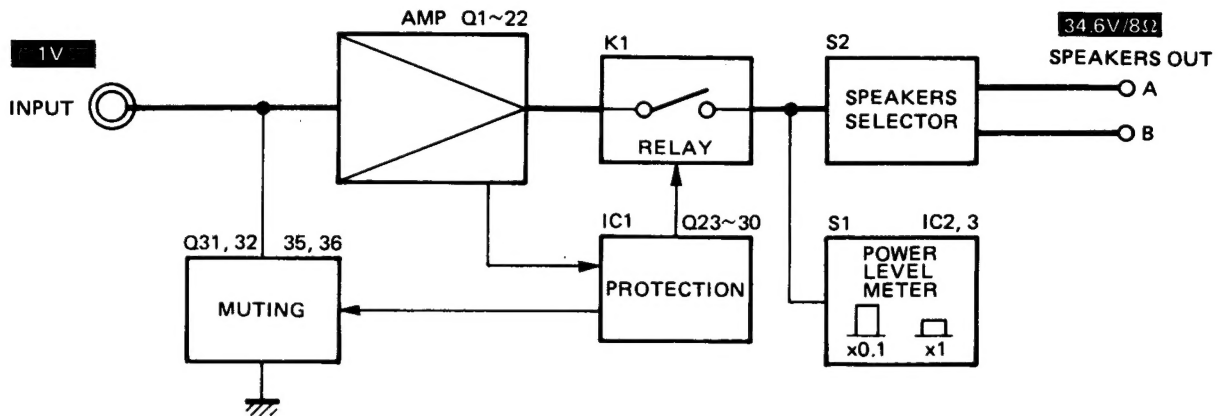 AMP Q1~22
1V
INPUT
K1
RELAY
S2
SPEAKERS
SELECTOR
34.6V/8Ω
SPEAKERS OUT
A
B
Q31, 32 35, 36
MUTING
IC1 Q23~30
PROTECTION
S1 IC2, 3
POWER
LEVEL
METER
x0.1 x1